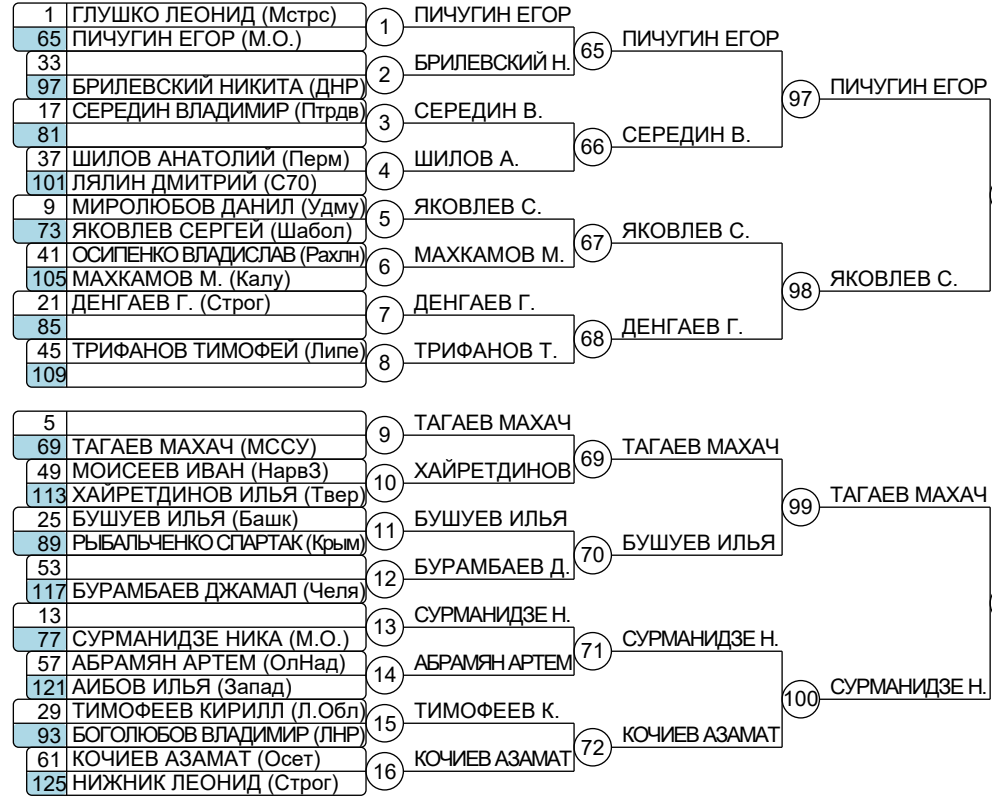 1 ГЛУШКО ЛЕОНИД (Мстрс)
65 ПИЧУГИН ЕГОР (М.О.)
1 ПИЧУГИН ЕГОР
33
97 БРИЛЕВСКИЙ НИКИТА (ДНР)
2 БРИЛЕВСКИЙ Н.
65 ПИЧУГИН ЕГОР
17 СЕРЕДИН ВЛАДИМИР (Птрдв)
81
3 СЕРЕДИН В.
37 ШИЛОВ АНАТОЛИЙ (Перм)
101 ЛЯЛИН ДМИТРИЙ (С70)
4 ШИЛОВ А.
66 СЕРЕДИН В.
97 ПИЧУГИН ЕГОР
9 МИРОЛЮБОВ ДАНИЛ (Удму)
73 ЯКОВЛЕВ СЕРГЕЙ (Шабол)
5 ЯКОВЛЕВ С.
41 ОСИПЕНКО ВЛАДИСЛАВ (Рахлн)
105 МАХКАМОВ М. (Калу)
6 МАХКАМОВ М.
67 ЯКОВЛЕВ С.
21 ДЕНГАЕВ Г. (Строг)
85
7 ДЕНГАЕВ Г.
45 ТРИФАНОВ ТИМОФЕЙ (Липе)
109
8 ТРИФАНОВ Т.
68 ДЕНГАЕВ Г.
98 ЯКОВЛЕВ С.
5
69 ТАГАЕВ МАХАЧ (МССУ)
9 ТАГАЕВ МАХАЧ
49 МОИСЕЕВ ИВАН (Нарв3)
113 ХАЙРЕТДИНОВ ИЛЬЯ (Твер)
10 ХАЙРЕТДИНОВ
69 ТАГАЕВ МАХАЧ
25 БУШУЕВ ИЛЬЯ (Башк)
89 РЫБАЛЬЧЕНКО СПАРТАК (Крым)
11 БУШУЕВ ИЛЬЯ
53
117 БУРАМБАЕВ ДЖАМАЛ (Челя)
12 БУРАМБАЕВ Д.
70 БУШУЕВ ИЛЬЯ
99 ТАГАЕВ МАХАЧ
13
77 СУРМАНИДЗЕ НИКА (М.О.)
13 СУРМАНИДЗЕ Н.
57 АБРАМЯН АРТЕМ (ОлНад)
121 АИБОВ ИЛЬЯ (Запад)
14 АБРАМЯН АРТЕМ
71 СУРМАНИДЗЕ Н.
29 ТИМОФЕЕВ КИРИЛЛ (Л.Обл)
93 БОГОЛЮБОВ ВЛАДИМИР (ЛНР)
15 ТИМОФЕЕВ К.
61 КОЧИЕВ АЗАМАТ (Осет)
125 НИЖНИК ЛЕОНИД (Строг)
16 КОЧИЕВ АЗАМАТ
72 КОЧИЕВ АЗАМАТ
100 СУРМАНИДЗЕ Н.